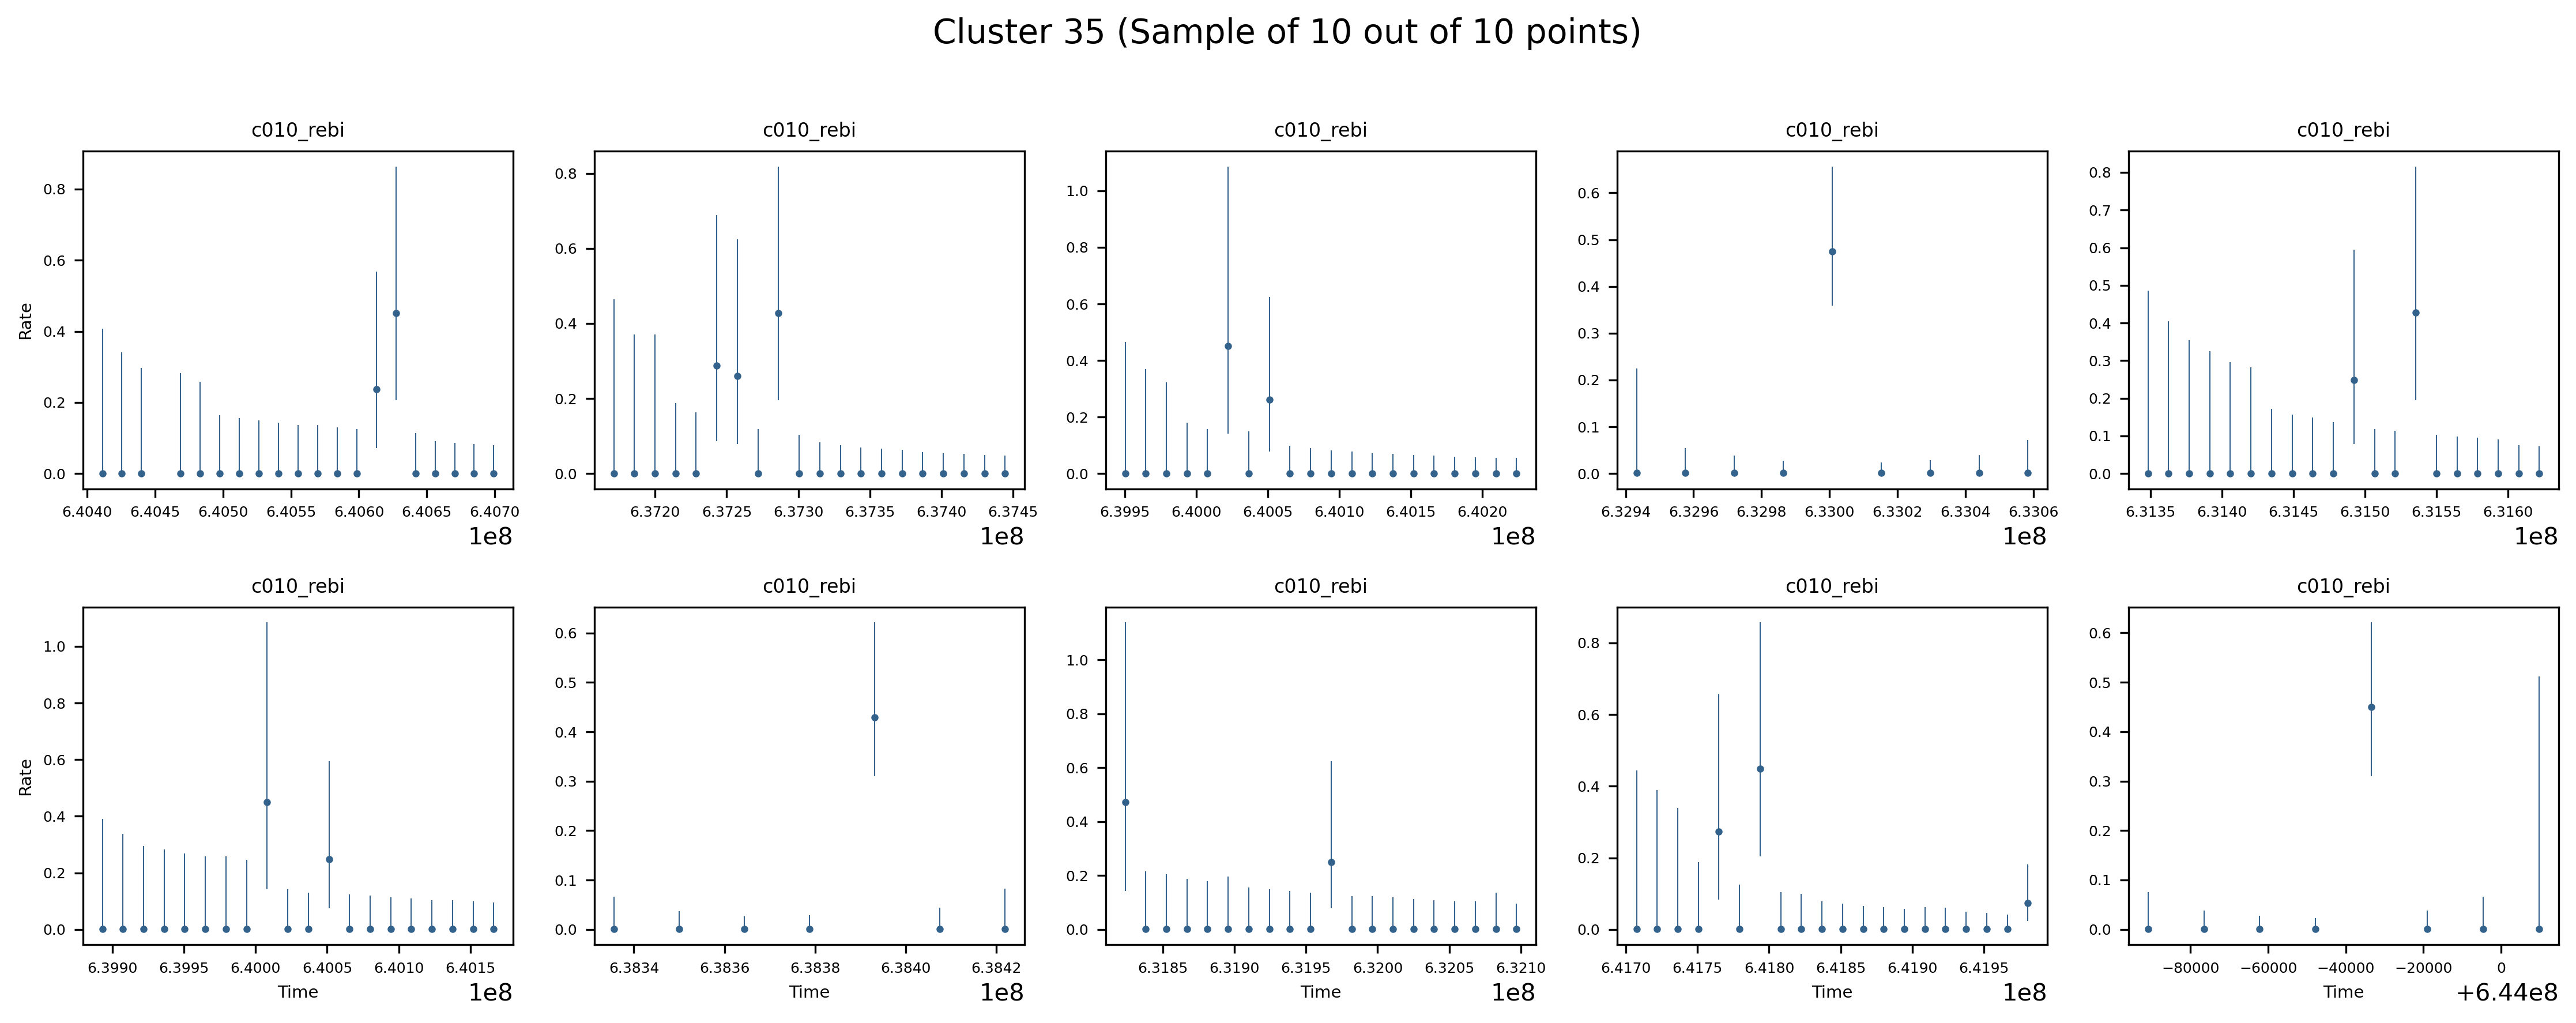 Cluster 35 (Sample of 10 out of 10 points)
c010_rebi c010_rebi c010_rebi c010_rebi c010_rebi
Rate
0.8
0.6
0.4
0.2
0.0
6.4040 6.4045 6.4050 6.4055 6.4060 6.4065 6.4070
1e8
0.8
0.6
0.4
0.2
0.0
6.3720 6.3725 6.3730 6.3735 6.3740 6.3745
1e8
1.0
0.8
0.6
0.4
0.2
0.0
6.3995 6.4000 6.4005 6.4010 6.4015 6.4020
1e8
0.6
0.5
0.4
0.3
0.2
0.1
0.0
6.3294 6.3296 6.3298 6.3300 6.3302 6.3304 6.3306
1e8
0.8
0.7
0.6
0.5
0.4
0.3
0.2
0.1
0.0
6.3135 6.3140 6.3145 6.3150 6.3155 6.3160
1e8
c010_rebi c010_rebi c010_rebi c010_rebi c010_rebi
Rate
1.0
0.8
0.6
0.4
0.2
0.0
6.3990 6.3995 6.4000 6.4005 6.4010 6.4015
Time
1e8
0.6
0.5
0.4
0.3
0.2
0.1
0.0
6.3834 6.3836 6.3838 6.3840 6.3842
Time
1e8
1.0
0.8
0.6
0.4
0.2
0.0
6.3185 6.3190 6.3195 6.3200 6.3205 6.3210
Time
1e8
0.8
0.6
0.4
0.2
0.0
6.4170 6.4175 6.4180 6.4185 6.4190 6.4195
Time
1e8
0.6
0.5
0.4
0.3
0.2
0.1
0.0
−80000 −60000 −40000 −20000 0
Time
+6.44e8